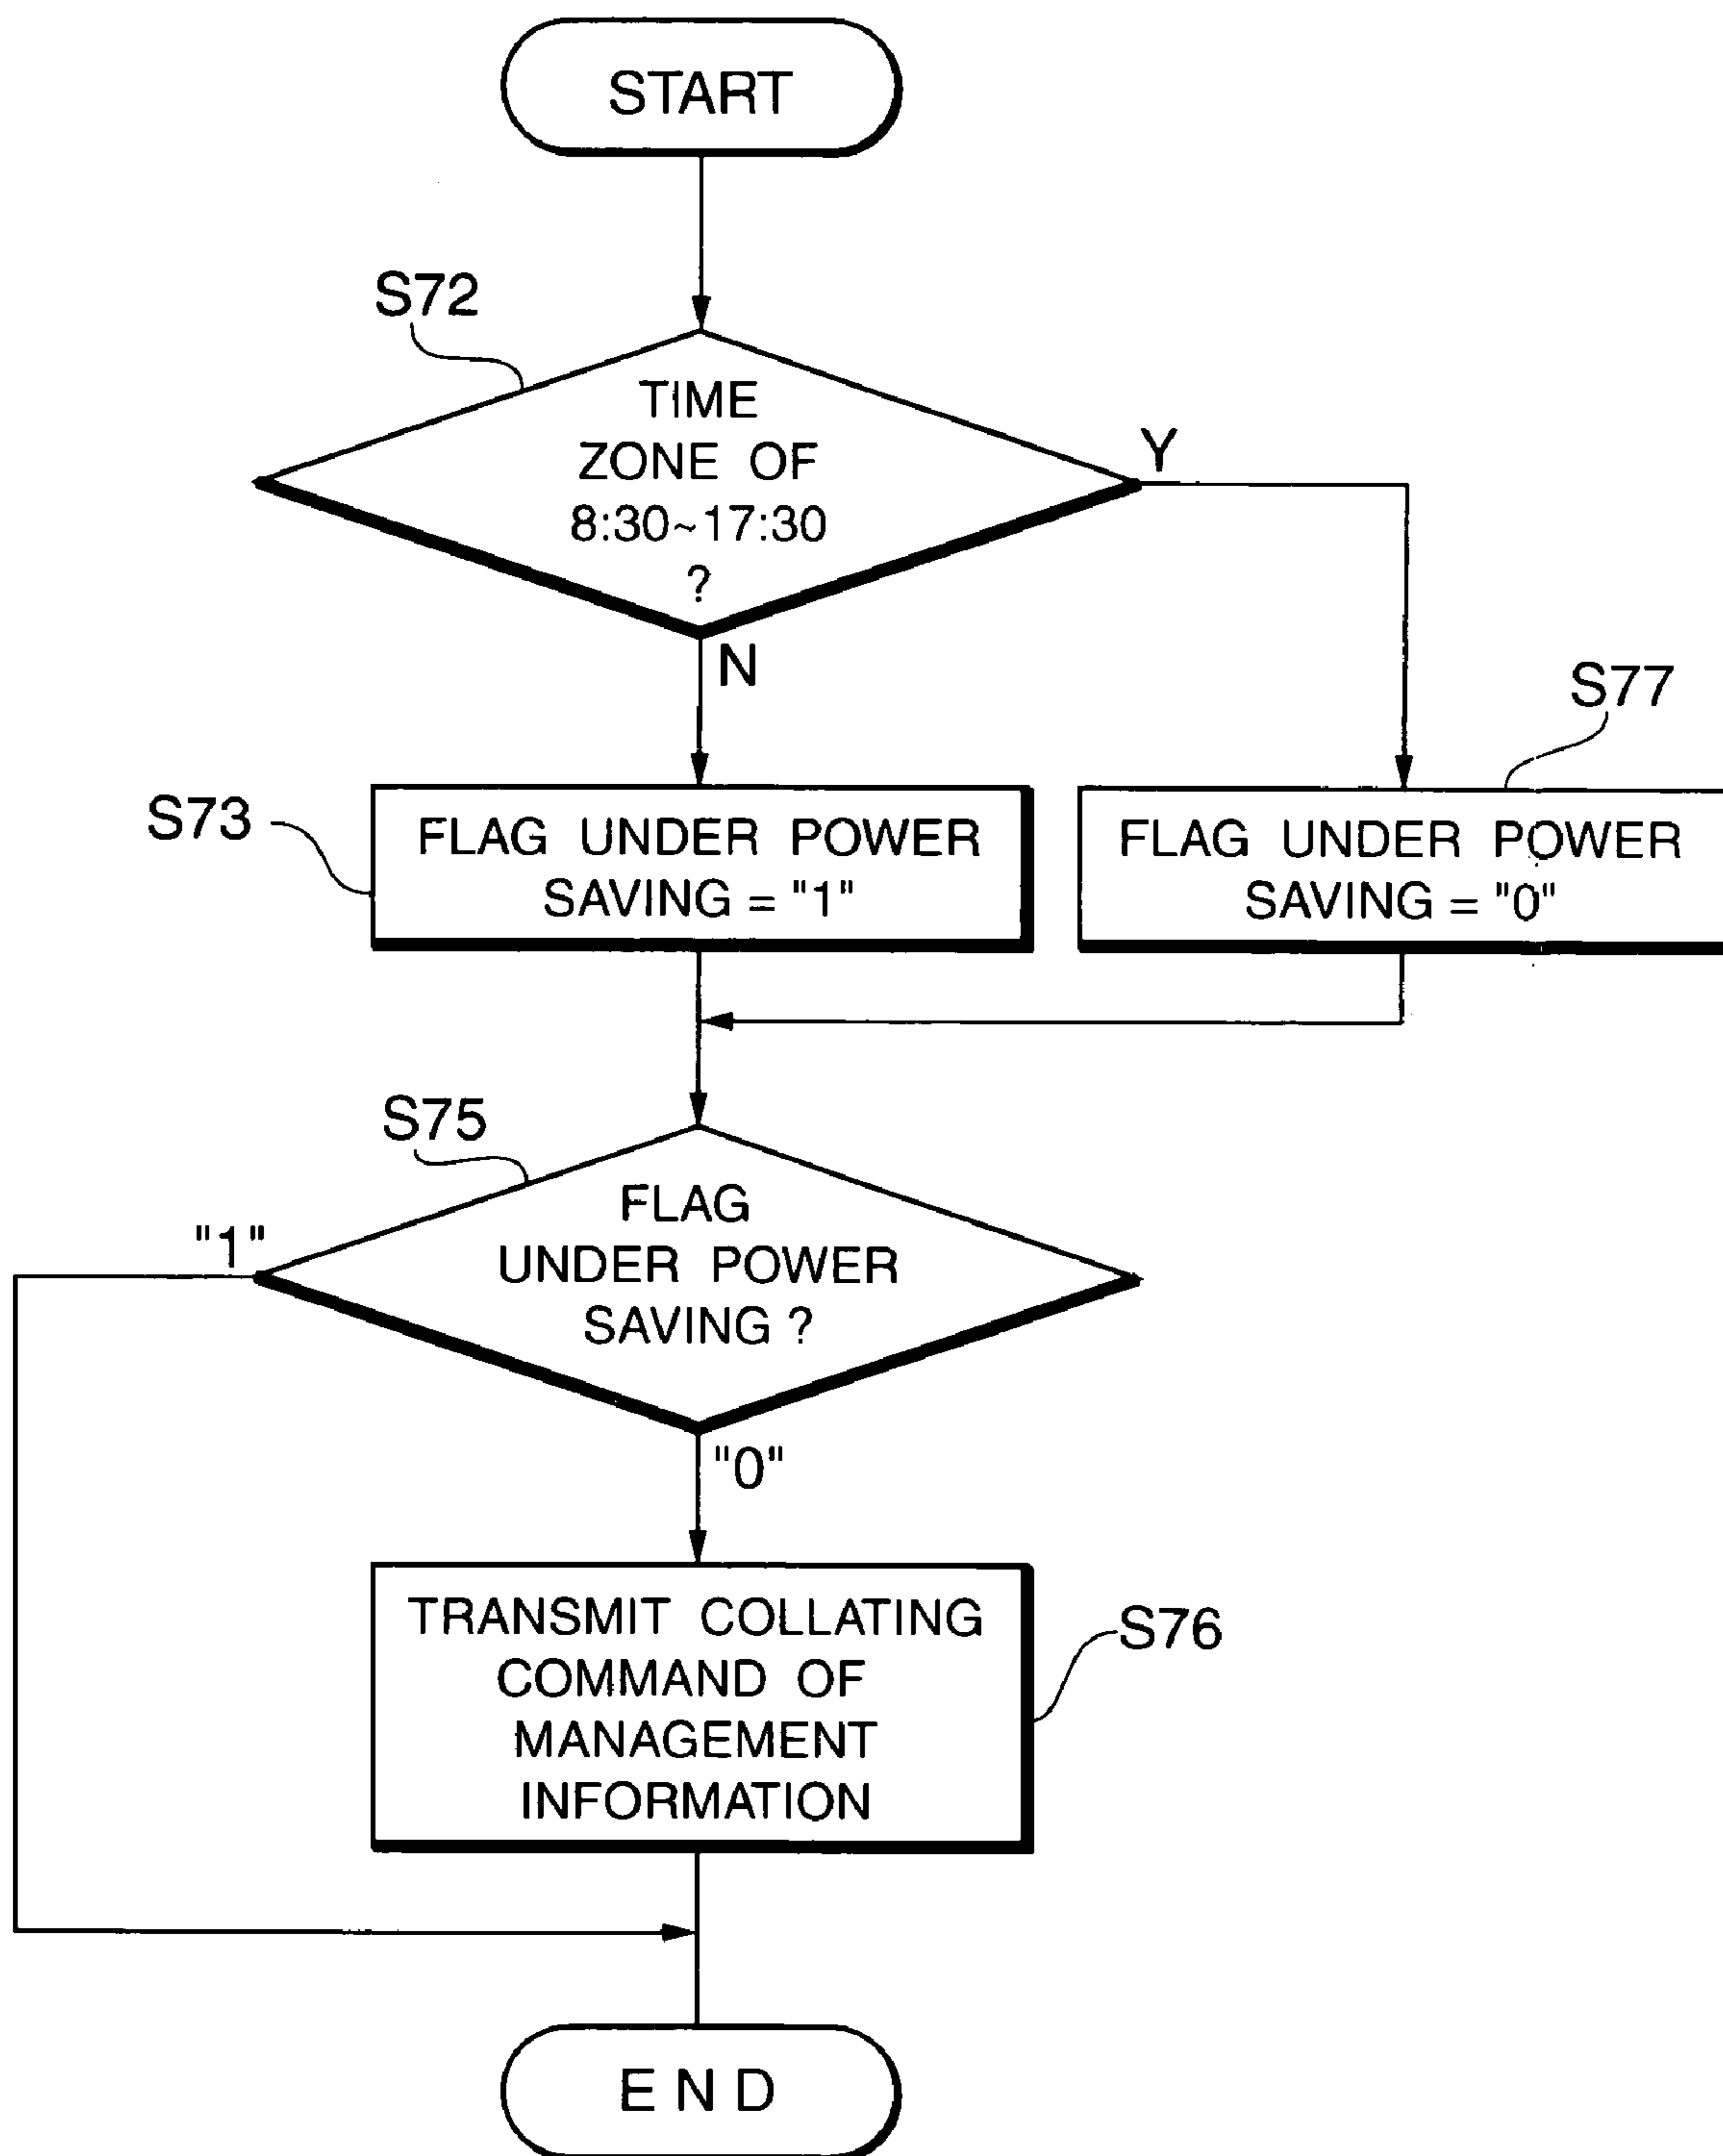 START
S72
TIME
ZONE OF
8:30~17:30
?
Y
N
S77
S73
FLAG UNDER POWER
SAVING = "1"
FLAG UNDER POWER
SAVING = "0"
S75
FLAG
UNDER POWER
SAVING ?
"1"
"0"
TRANSMIT COLLATING
COMMAND OF
MANAGEMENT
INFORMATION
S76
END